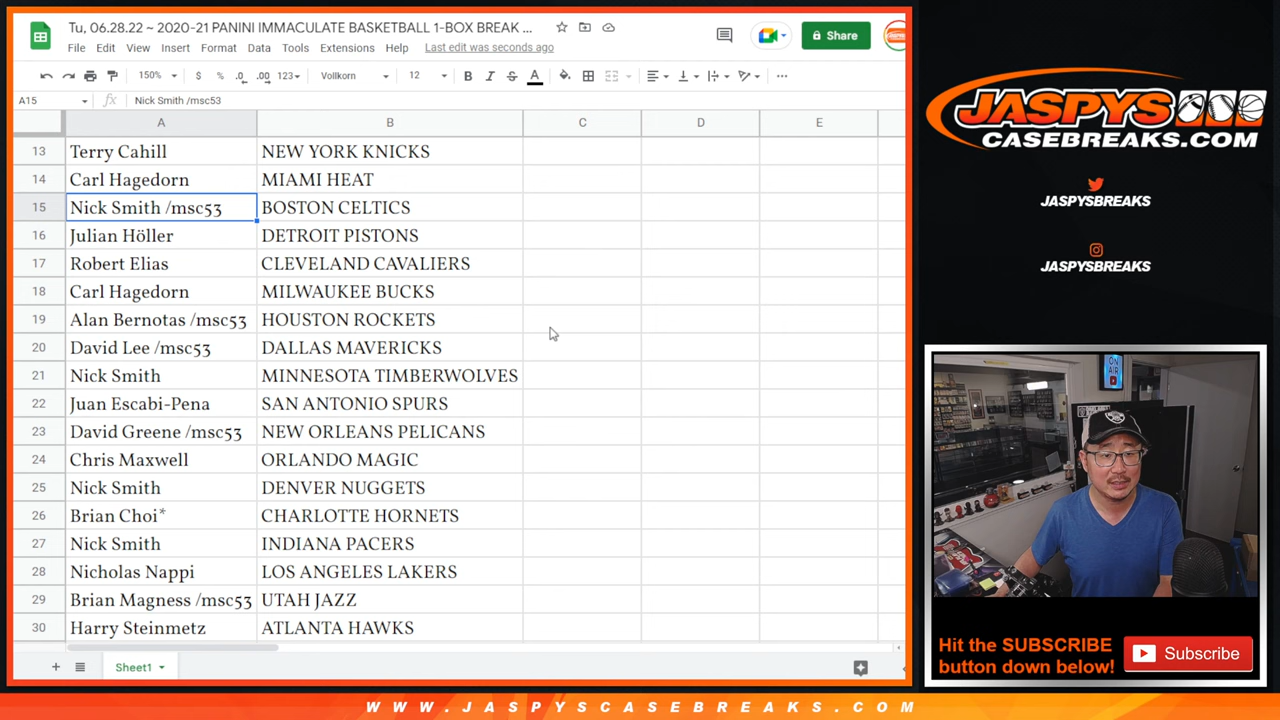 Tu, 06.28.22 ~ 2020-21 PANINI IMMACULATE BASKETBALL 1-BOX BREAK ...
File Edit View Insert Format Data Tools Extensions Help Last edit was seconds ago
Share
150% $ % .0 .00 123 Vollkorn 12 B I S A
A15 fx Nick Smith /msc53
A B C D E
13 Terry Cahill NEW YORK KNICKS
14 Carl Hagedorn MIAMI HEAT
15 Nick Smith /msc53 BOSTON CELTICS
16 Julian Höller DETROIT PISTONS
17 Robert Elias CLEVELAND CAVALIERS
18 Carl Hagedorn MILWAUKEE BUCKS
19 Alan Bernotas /msc53 HOUSTON ROCKETS
20 David Lee /msc53 DALLAS MAVERICKS
21 Nick Smith MINNESOTA TIMBERWOLVES
22 Juan Escabi-Pena SAN ANTONIO SPURS
23 David Greene /msc53 NEW ORLEANS PELICANS
24 Chris Maxwell ORLANDO MAGIC
25 Nick Smith DENVER NUGGETS
26 Brian Choi* CHARLOTTE HORNETS
27 Nick Smith INDIANA PACERS
28 Nicholas Nappi LOS ANGELES LAKERS
29 Brian Magness /msc53 UTAH JAZZ
30 Harry Steinmetz ATLANTA HAWKS
+ Sheet1
JASPYS
CASEBREAKS.COM
JASPYSBREAKS
JASPYSBREAKS
ON AIR
Hit the SUBSCRIBE
button down below!
Subscribe
WWW.JASPYSCASEBREAKS.COM